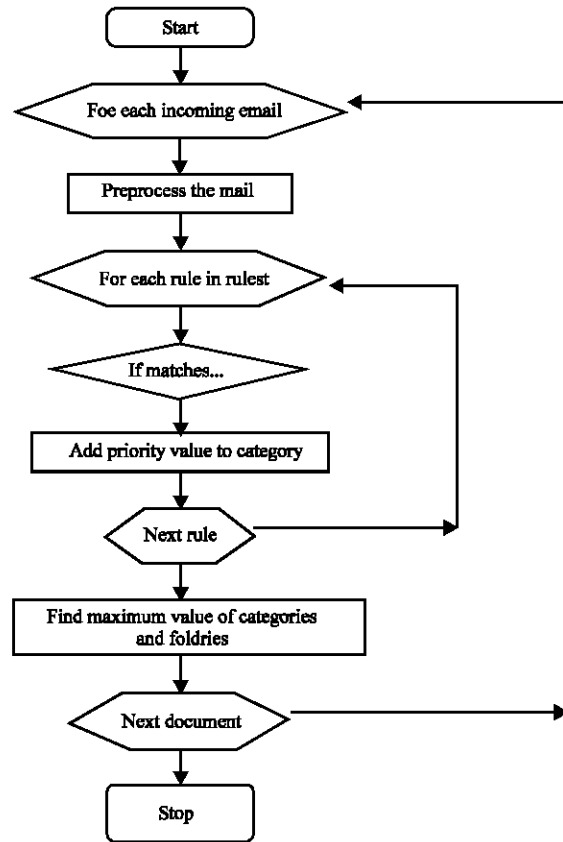 Start
Foe each incoming email
Preprocess the mail
For each rule in rulest
If matches...
Add priority value to category
Next rule
Find maximum value of categories
and foldries
Next document
Stop